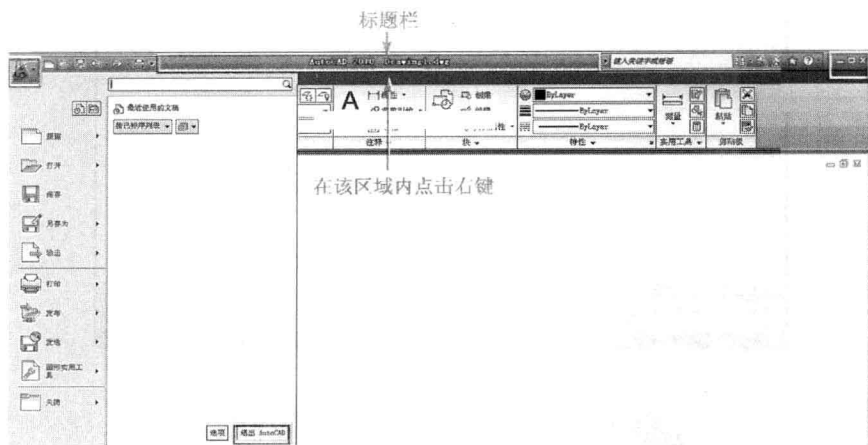 标题栏
AutoCAD 2010 Drawing1.dwg
键入关键字或短语
最近使用的文档
按已排序列表
新建
打开
保存
另存为
输出
打印
发布
发送
图形实用工具
关闭
选项
退出 AutoCAD
A
创建
ByLayer
ByLayer
ByLayer
测量
粘贴
注释
块
特性
实用工具
剪贴板
在该区域内点击右键